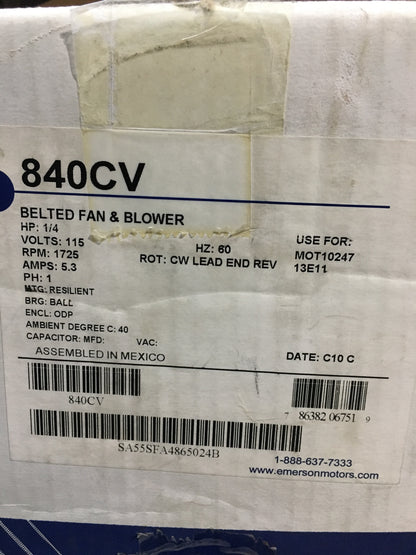 840CV
BELTED FAN & BLOWER
HP: 1/4
VOLTS: 115
RPM: 1725
AMPS: 5.3
PH: 1
MTG: RESILIENT
BRG: BALL
ENCL: ODP
AMBIENT DEGREE C: 40
CAPACITOR: MFD: VAC:
HZ: 60
ROT: CW LEAD END REV
USE FOR:
MOT10247
13E11
ASSEMBLED IN MEXICO
DATE: C10 C
840CV
7 86382 06751 9
SA55SFA4865024B
1-888-637-7333
www.emersonmotors.com